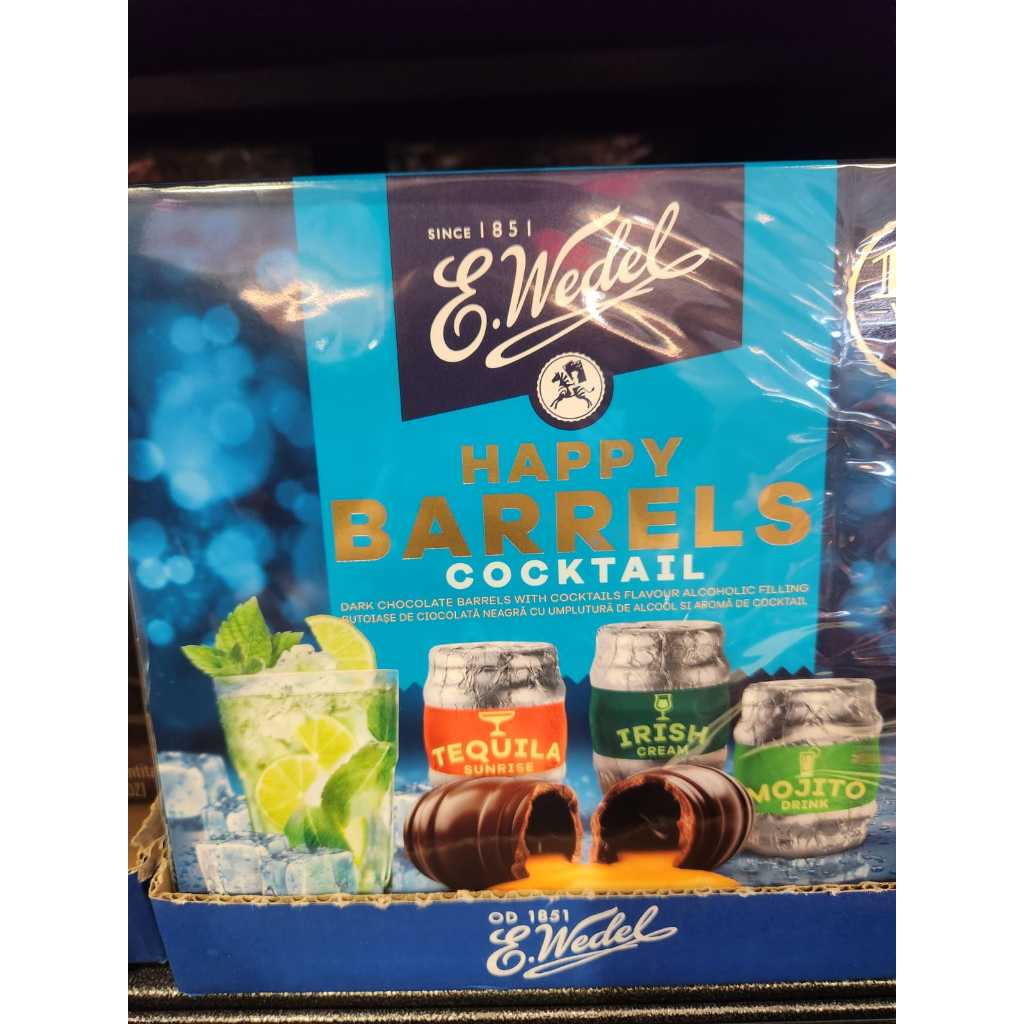 SINCE 1851
E. Wedel
HAPPY
BARRELS
COCKTAIL
DARK CHOCOLATE BARRELS WITH COCKTAILS FLAVOUR ALCOHOLIC FILLING
BUTOIAȘE DE CIOCOLATĂ NEAGRĂ CU UMPLUTURĂ DE ALCOOL SI AROMĂ DE COCKTAIL
TEQUILA
SUNRISE
IRISH
CREAM
MOJITO
DRINK
OD 1851
E. Wedel